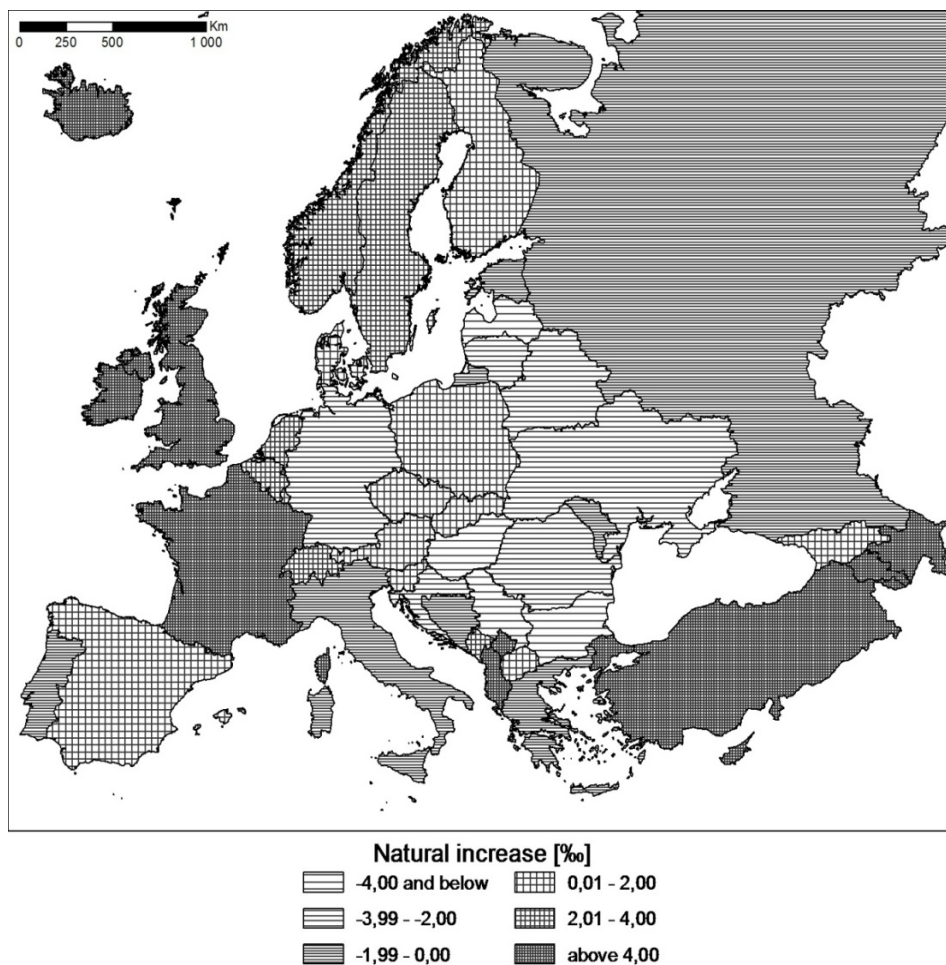 Km
0 250 500 1 000
Natural increase [‰]
-4,00 and below 0,01 - 2,00
-3,99 - -2,00 2,01 - 4,00
-1,99 - 0,00 above 4,00